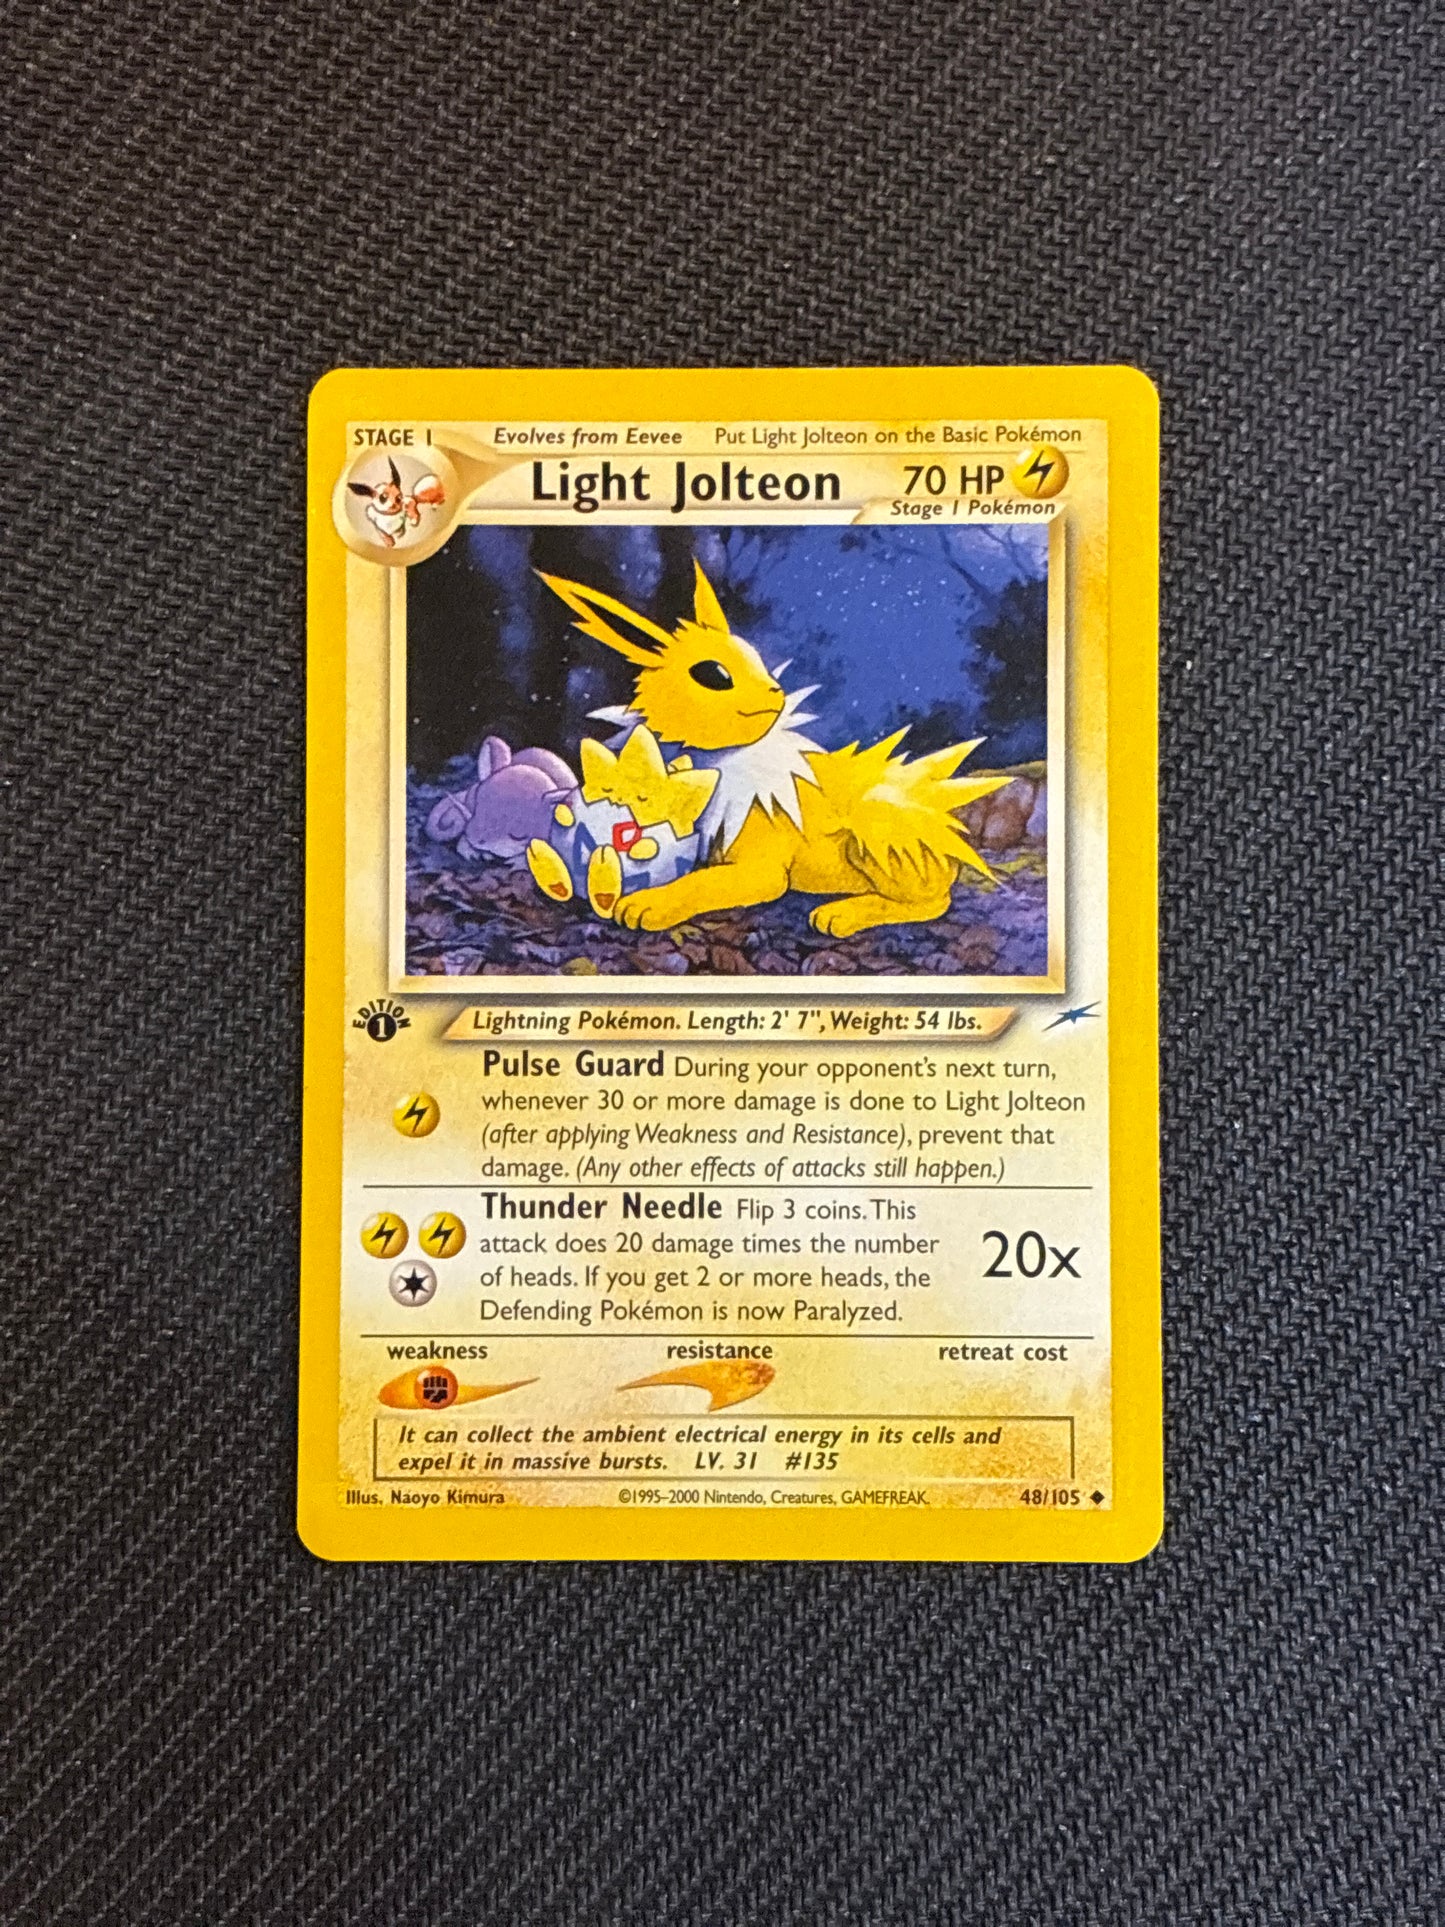 STAGE 1 Evolves from Eevee Put Light Jolteon on the Basic Pokémon
Light Jolteon 70 HP
Stage 1 Pokémon
EDITION
1
Lightning Pokémon. Length: 2' 7", Weight: 54 lbs.
Pulse Guard During your opponent's next turn,
whenever 30 or more damage is done to Light Jolteon
(after applying Weakness and Resistance), prevent that
damage. (Any other effects of attacks still happen.)
Thunder Needle Flip 3 coins. This
attack does 20 damage times the number
of heads. If you get 2 or more heads, the
Defending Pokémon is now Paralyzed.
20x
weakness resistance retreat cost
It can collect the ambient electrical energy in its cells and
expel it in massive bursts. LV. 31 #135
Illus. Naoyo Kimura ©1995–2000 Nintendo, Creatures, GAMEFREAK. 48/105